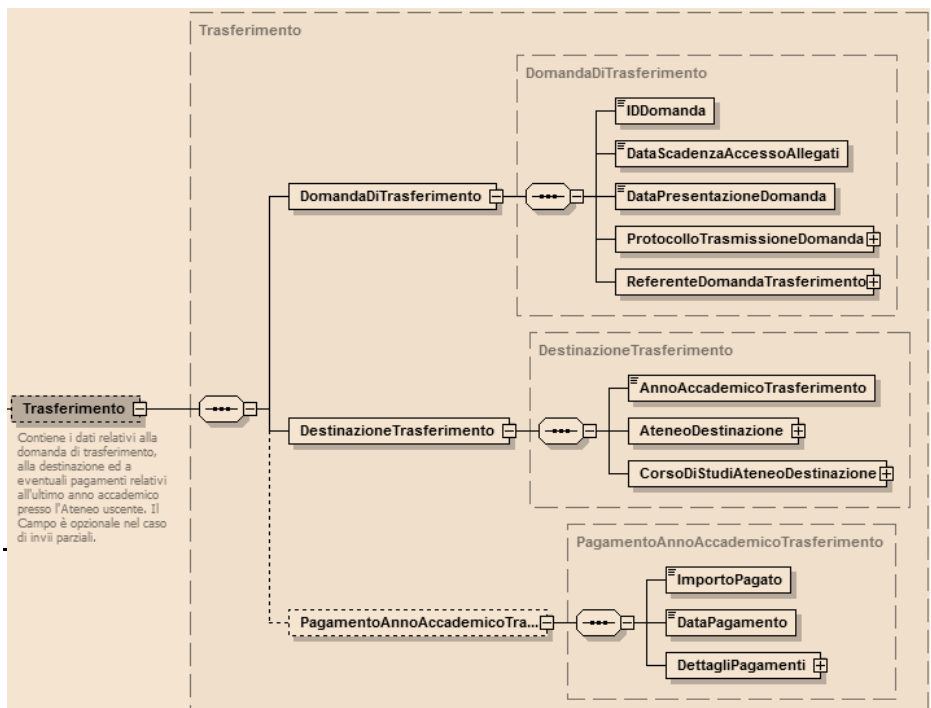 Trasferimento
DomandaDiTrasferimento
IDDomanda
DataScadenzaAccessoAllegati
DomandaDiTrasferimento
DataPresentazioneDomanda
ProtocolloTrasmissioneDomanda
ReferenteDomandaTrasferimento
DestinazioneTrasferimento
AnnoAccademicoTrasferimento
Trasferimento
DestinazioneTrasferimento
AteneoDestinazione
CorsoDiStudiAteneoDestinazione
Contiene i dati relativi alla
domanda di trasferimento,
alla destinazione ed a
eventuali pagamenti relativi
all'ultimo anno accademico
presso l'Ateneo uscente. Il
Campo è opzionale nel caso
di invii parziali.
PagamentoAnnoAccademicoTrasferimento
ImportoPagato
PagamentoAnnoAccademicoTra...
DataPagamento
DettagliPagamenti